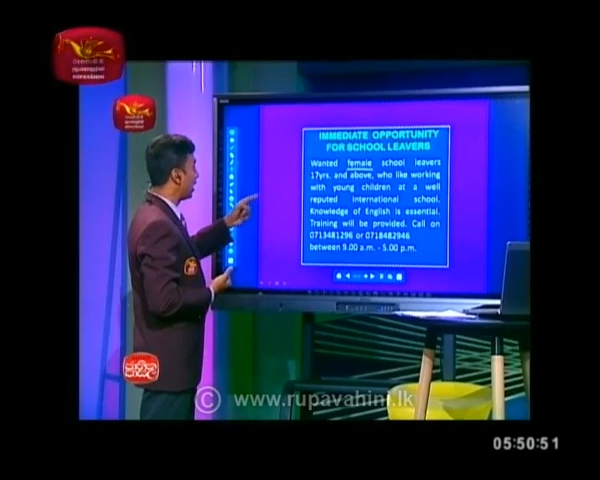 IMMEDIATE OPPORTUNITY
FOR SCHOOL LEAVERS
Wanted female school leavers
17yrs. and above, who like working
with young children at a well
reputed international school.
Knowledge of English is essential.
Training will be provided. Call on
0713481296 or 0718482946
between 9.00 a.m. - 5.00 p.m.
© www.rupavahini.lk
05:50:51